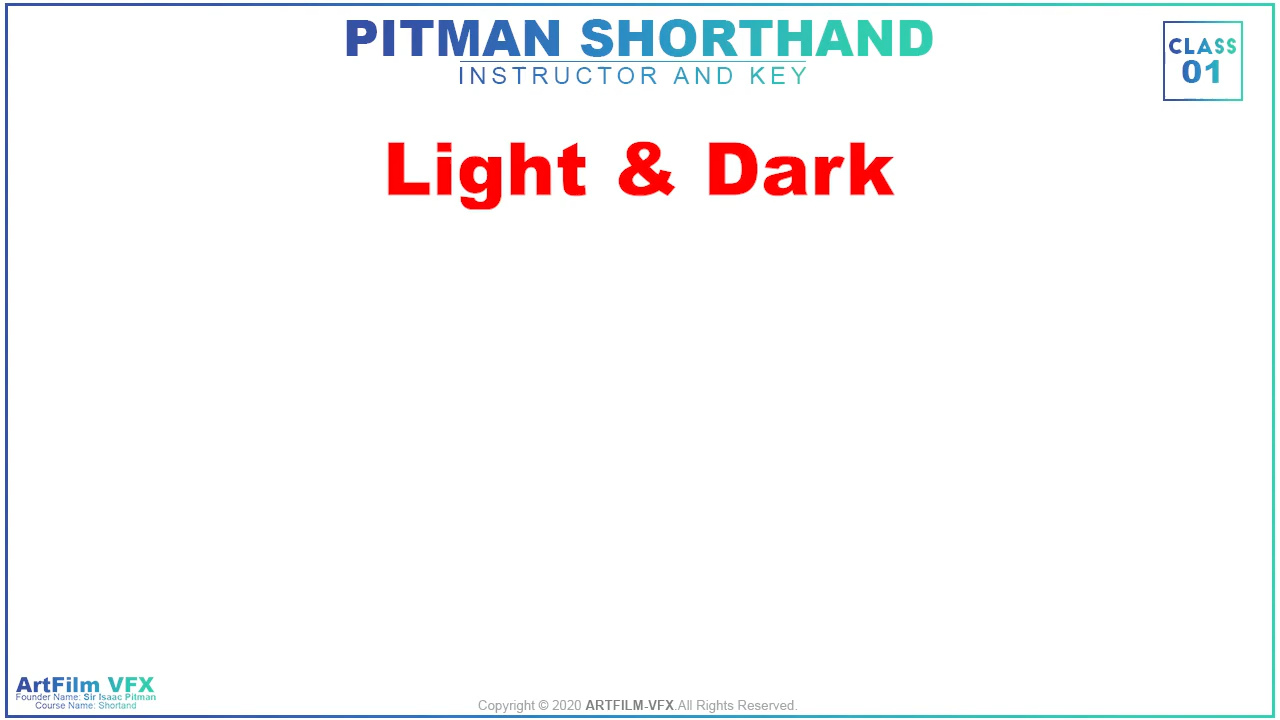 PITMAN SHORTHAND
INSTRUCTOR AND KEY
CLASS
01
Light & Dark
ArtFilm VFX
Founder Name: Sir Isaac Pitman
Course Name: Shortand
Copyright © 2020 ARTFILM-VFX.All Rights Reserved.